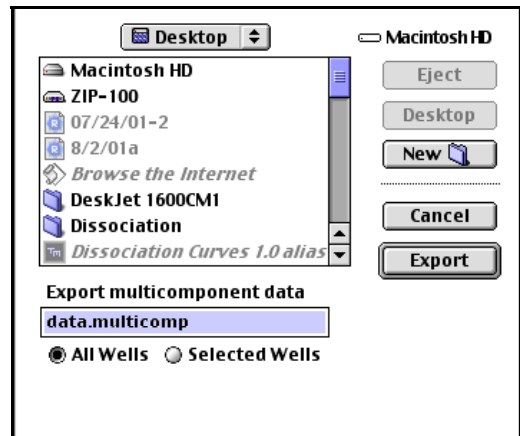 Desktop
Macintosh HD
Macintosh HD
ZIP-100
07/24/01-2
8/2/01a
Browse the Internet
DeskJet 1600CM1
Dissociation
Dissociation Curves 1.0 alias
Eject
Desktop
New
Cancel
Export
Export multicomponent data
data.multicomp
All Wells Selected Wells